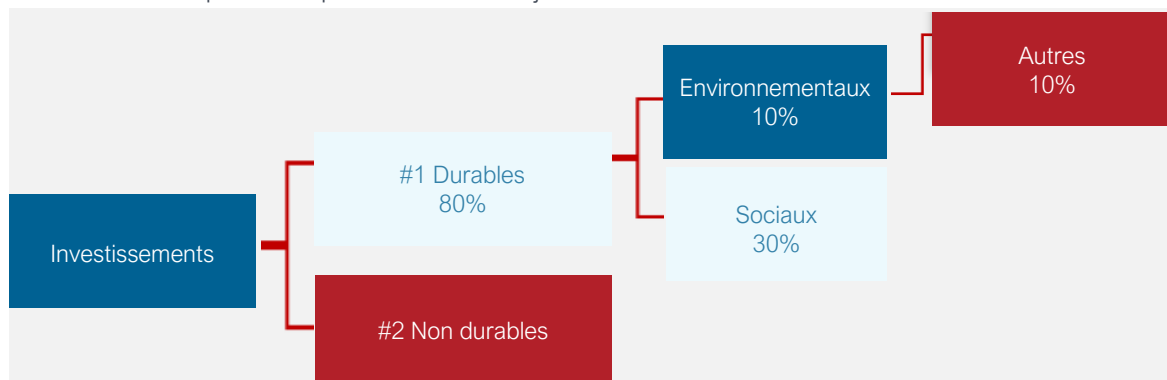 Autres
10%
Environnementaux
10%
#1 Durables
80%
Sociaux
30%
Investissements
#2 Non durables